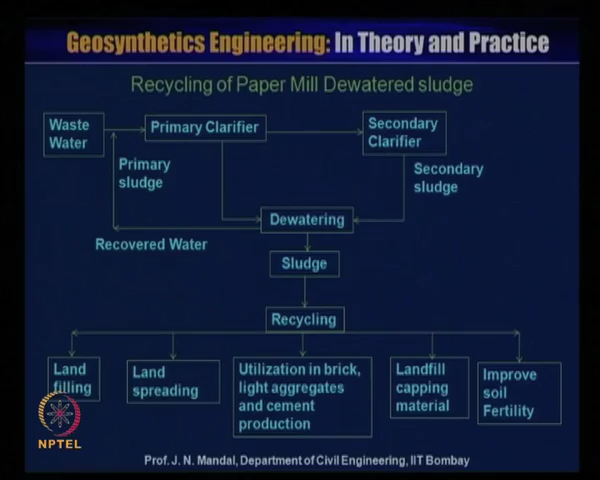 Geosynthetics Engineering: In Theory and Practice
Recycling of Paper Mill Dewatered sludge
Waste
Water
Primary Clarifier
Secondary
Clarifier
Primary
sludge
Secondary
sludge
Dewatering
Recovered Water
Sludge
Recycling
Land
filling
Land
spreading
Utilization in brick,
light aggregates
and cement
production
Landfill
capping
material
Improve
soil
Fertility
NPTEL
Prof. J. N. Mandal, Department of Civil Engineering, IIT Bombay